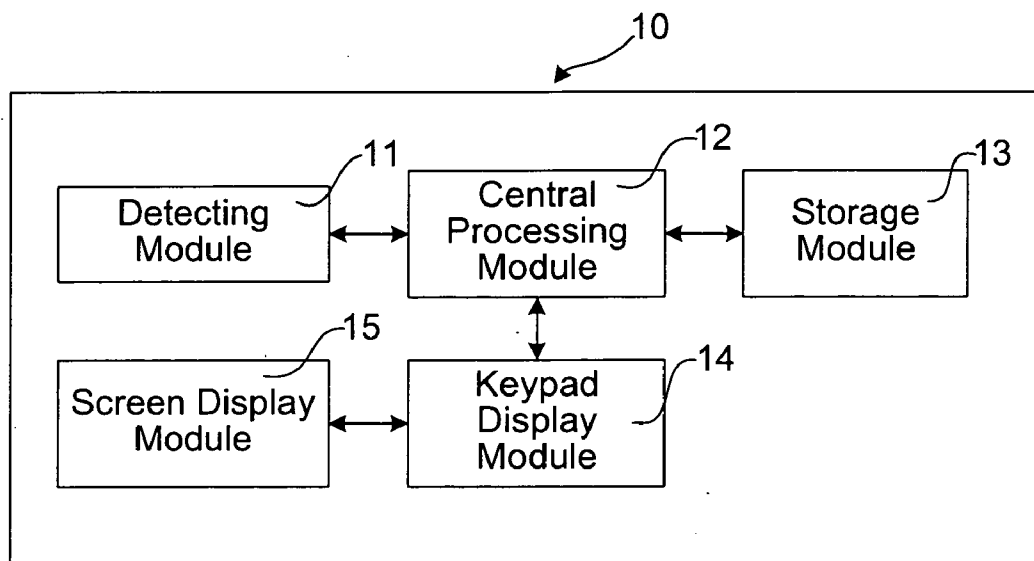 10
11
Detecting
Module
12
Central
Processing
Module
13
Storage
Module
15
Screen Display
Module
14
Keypad
Display
Module